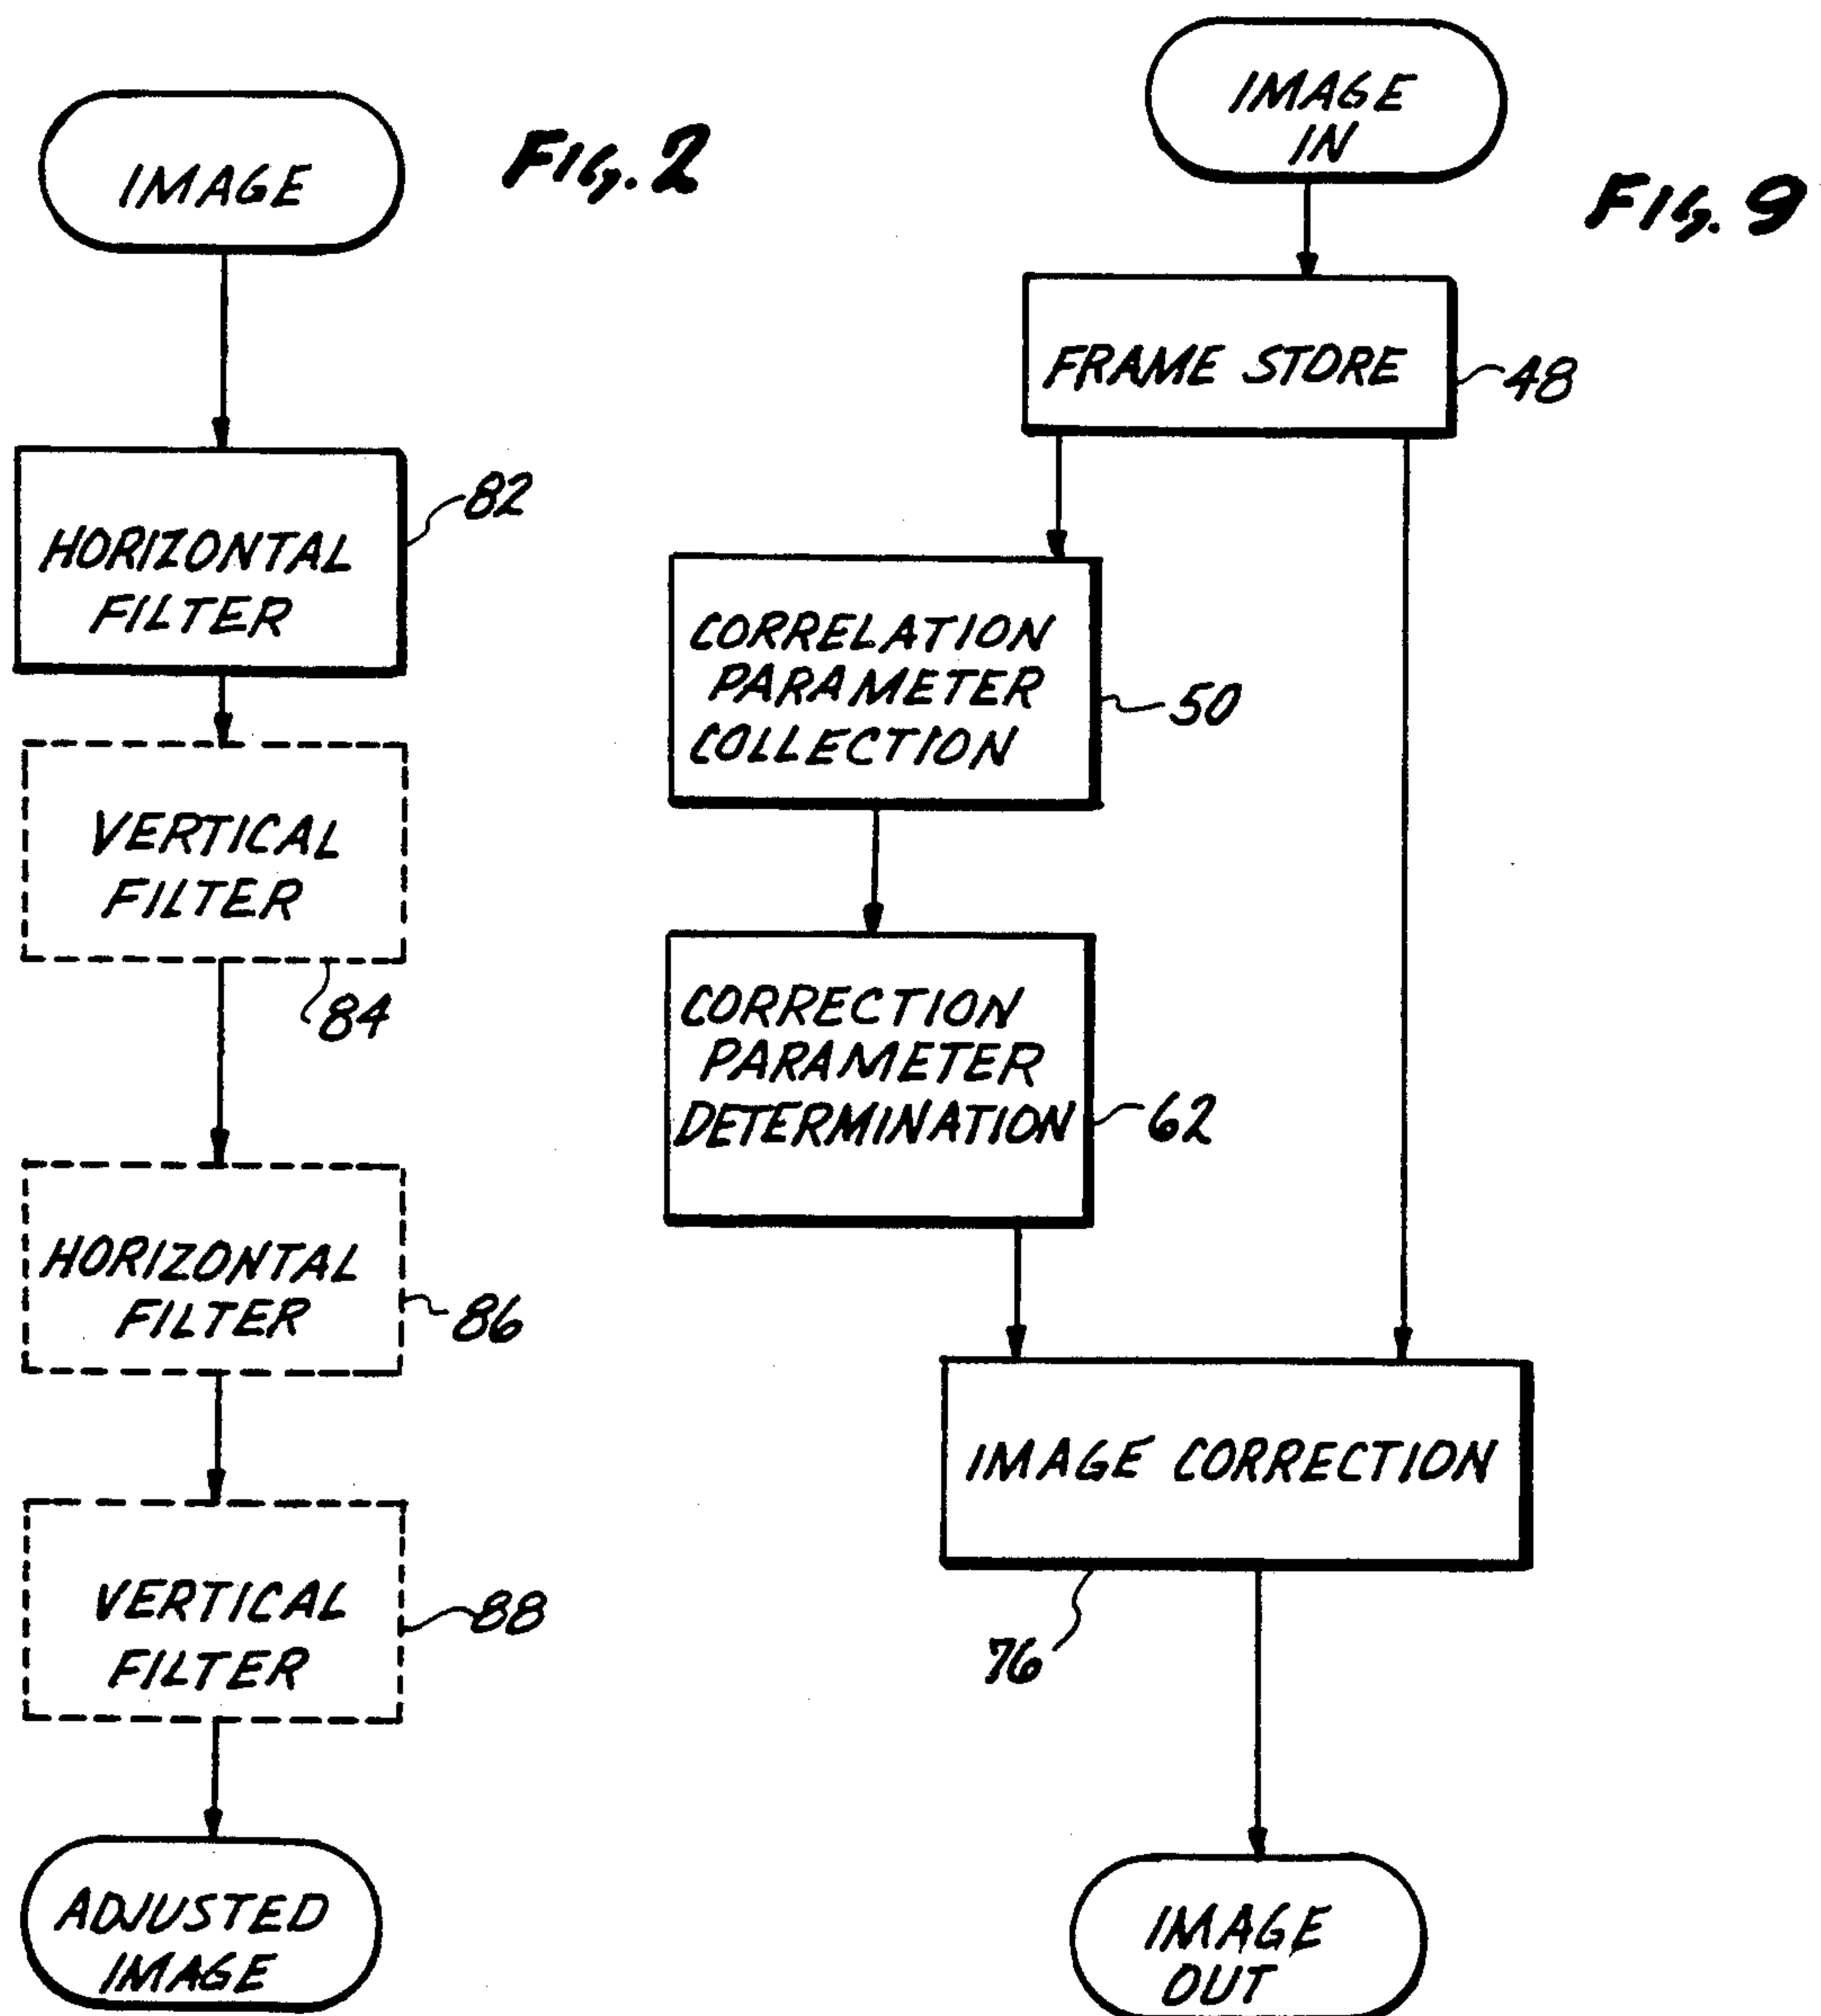 FIG. 2
IMAGE
HORIZONTAL
FILTER
82
VERTICAL
FILTER
84
HORIZONTAL
FILTER
86
VERTICAL
FILTER
88
ADJUSTED
IMAGE
FIG. 9
IMAGE
IN
FRAME STORE
48
CORRELATION
PARAMETER
COLLECTION
50
CORRECTION
PARAMETER
DETERMINATION
62
IMAGE CORRECTION
76
IMAGE
OUT